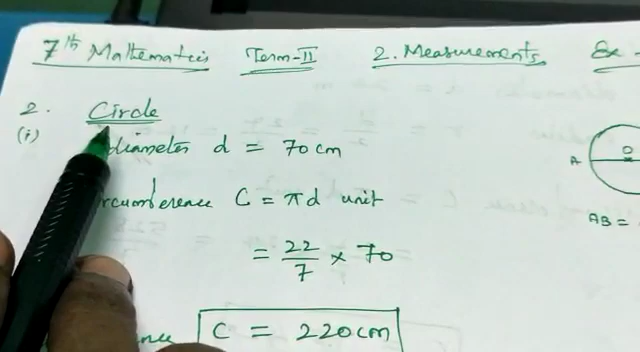 7th Mathematics Term-II 2. Measurements Ex -
2. Circle
(i) diameter d = 70 cm
circumference C = πd unit
= 22/7 × 70
C = 220cm
A O
AB =